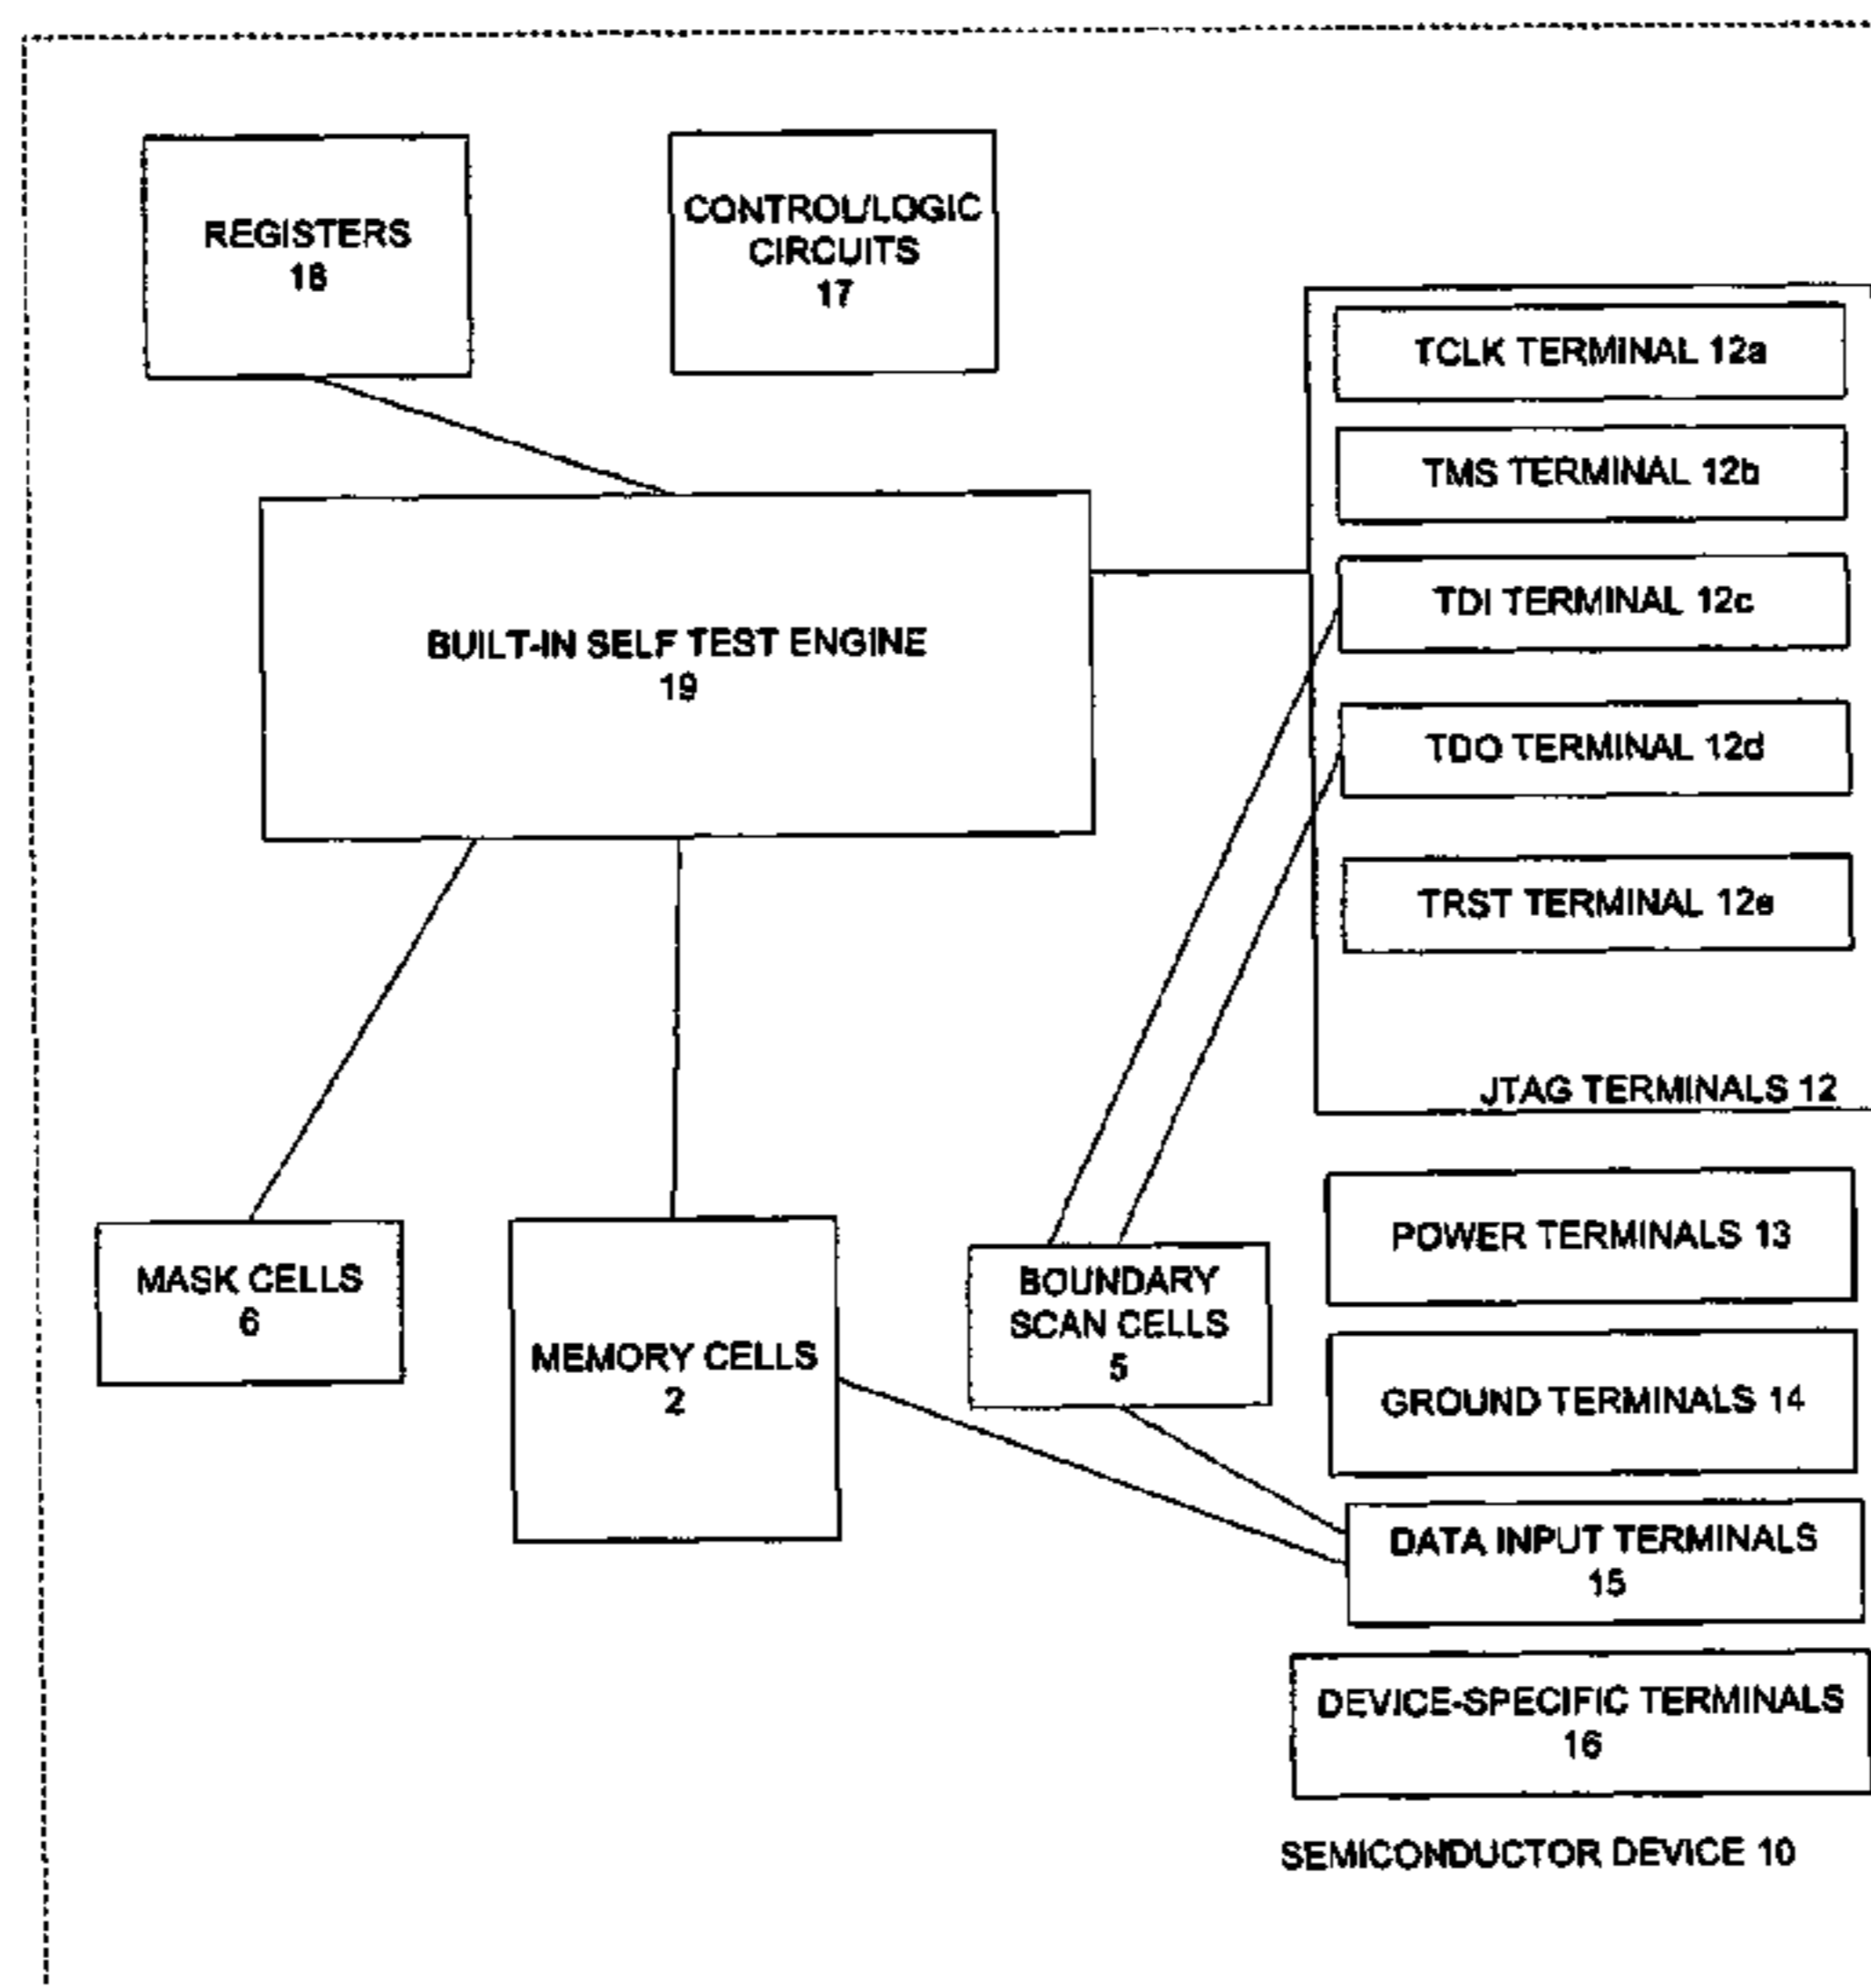 REGISTERS
18
CONTROL/LOGIC
CIRCUITS
17
TCLK TERMINAL 12a
TMS TERMINAL 12b
TDI TERMINAL 12c
TDO TERMINAL 12d
TRST TERMINAL 12e
JTAG TERMINALS 12
BUILT-IN SELF TEST ENGINE
19
MASK CELLS
6
MEMORY CELLS
2
BOUNDARY
SCAN CELLS
5
POWER TERMINALS 13
GROUND TERMINALS 14
DATA INPUT TERMINALS
15
DEVICE-SPECIFIC TERMINALS
16
SEMICONDUCTOR DEVICE 10